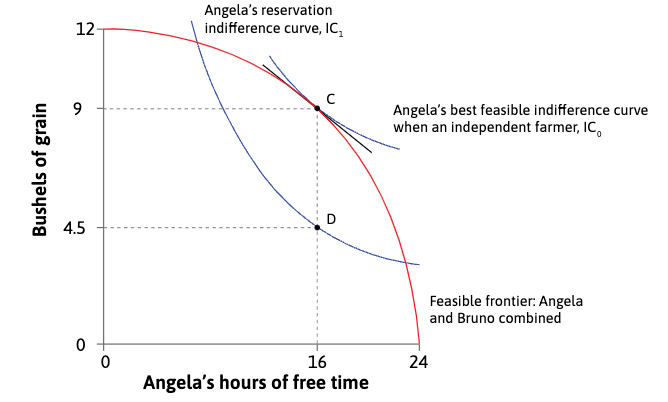 Angela's reservation
indifference curve, IC₁
12
C
9
Angela's best feasible indifference curve
when an independent farmer, IC₀
Bushels of grain
D
4.5
Feasible frontier: Angela
and Bruno combined
0
0
16
24
Angela's hours of free time